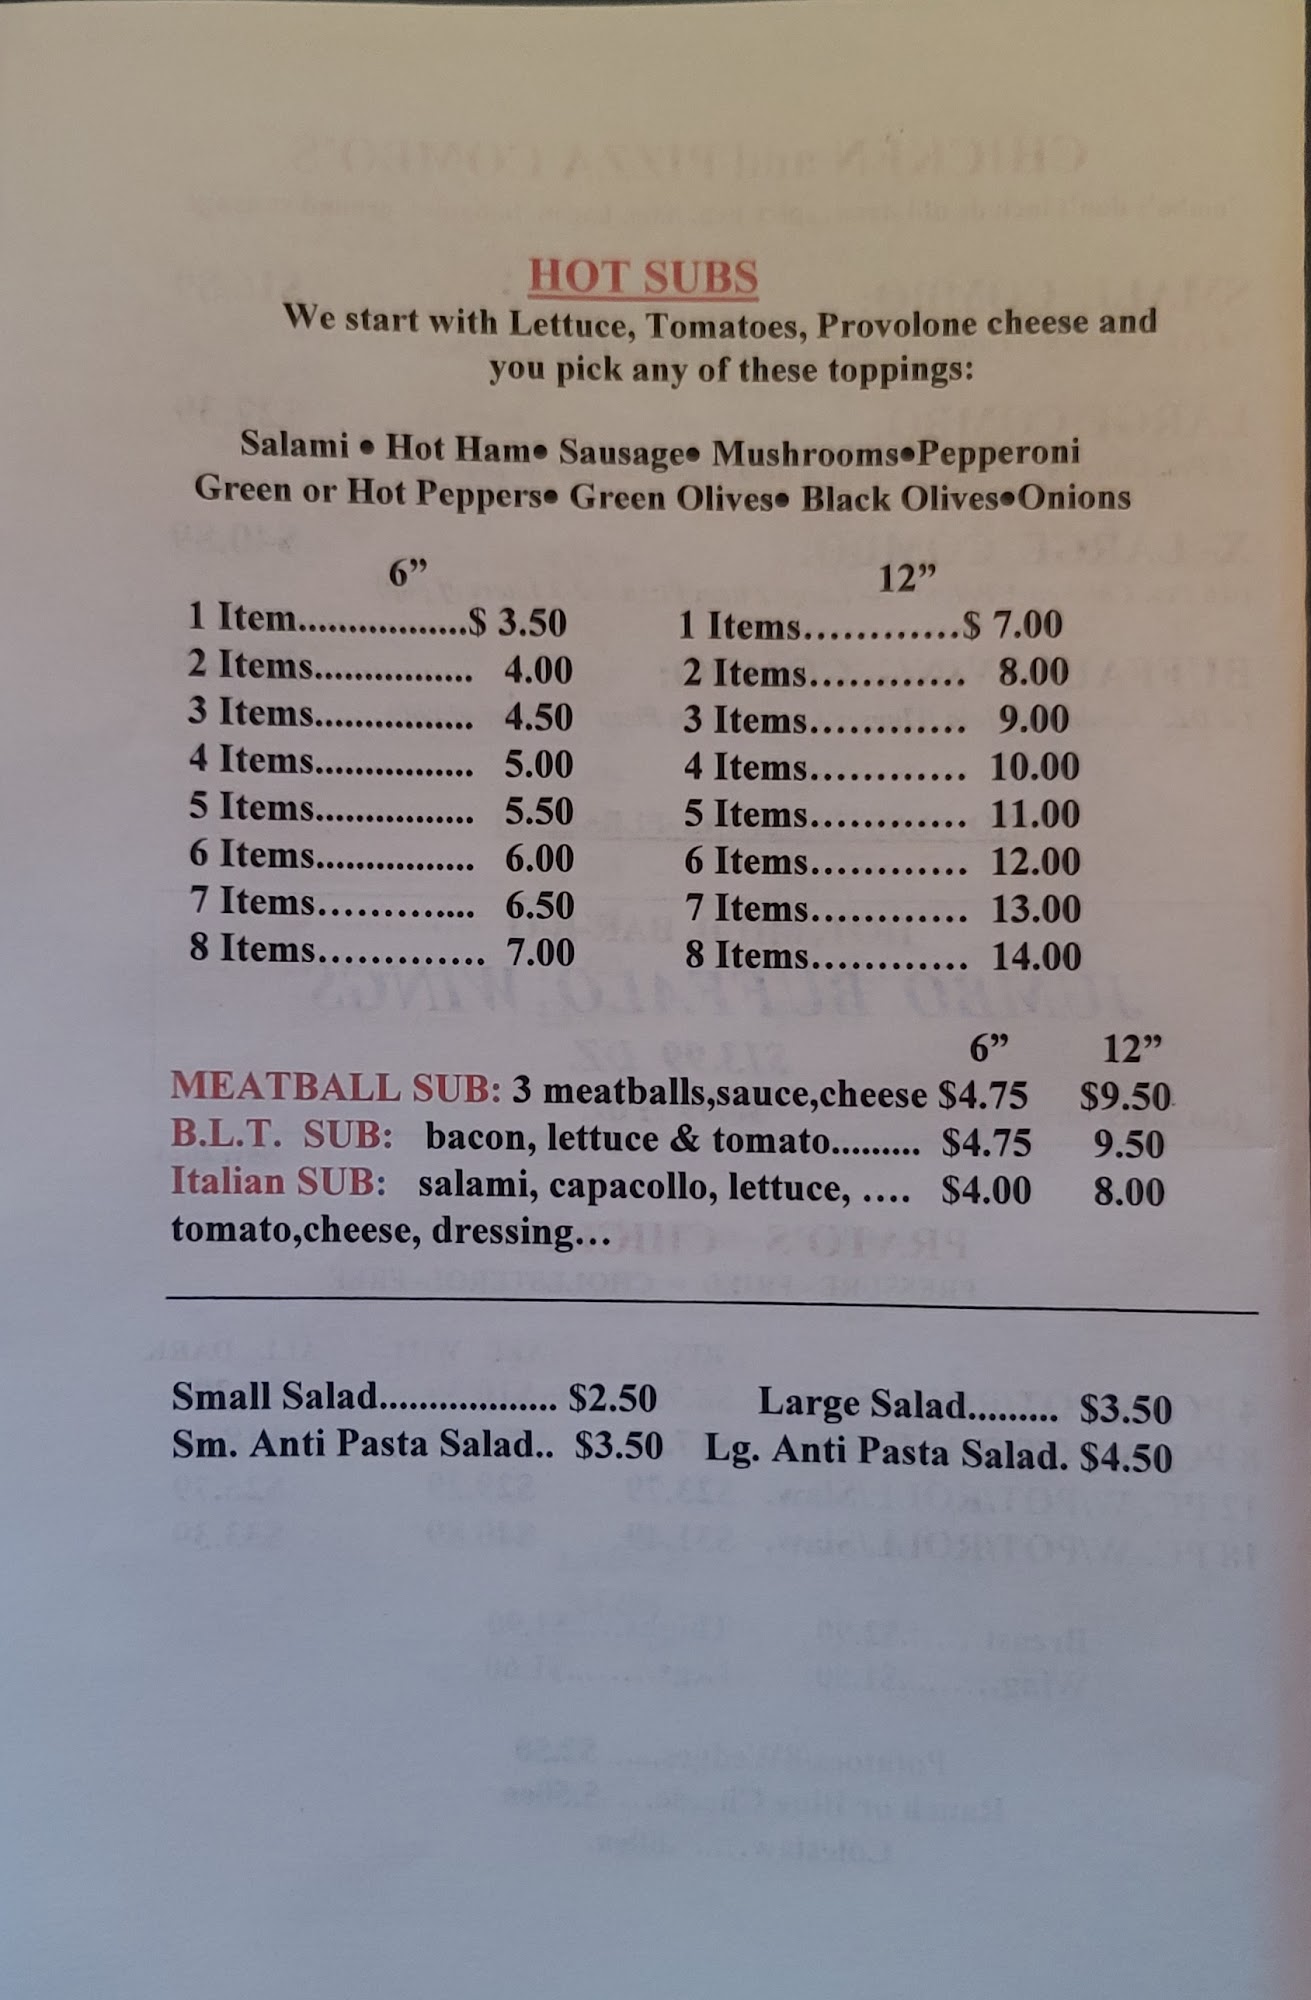 HOT SUBS
We start with Lettuce, Tomatoes, Provolone cheese and
you pick any of these toppings:
Salami • Hot Ham• Sausage• Mushrooms•Pepperoni
Green or Hot Peppers• Green Olives• Black Olives•Onions
6” 12”
1 Item.................$ 3.50 1 Items............$ 7.00
2 Items................ 4.00 2 Items............ 8.00
3 Items................ 4.50 3 Items............ 9.00
4 Items................ 5.00 4 Items............ 10.00
5 Items................ 5.50 5 Items............ 11.00
6 Items................ 6.00 6 Items............ 12.00
7 Items................ 6.50 7 Items............ 13.00
8 Items............. 7.00 8 Items............ 14.00
6” 12”
MEATBALL SUB: 3 meatballs,sauce,cheese $4.75 $9.50
B.L.T. SUB: bacon, lettuce & tomato......... $4.75 9.50
Italian SUB: salami, capacollo, lettuce, .... $4.00 8.00
tomato,cheese, dressing...
Small Salad.................. $2.50 Large Salad......... $3.50
Sm. Anti Pasta Salad.. $3.50 Lg. Anti Pasta Salad. $4.50